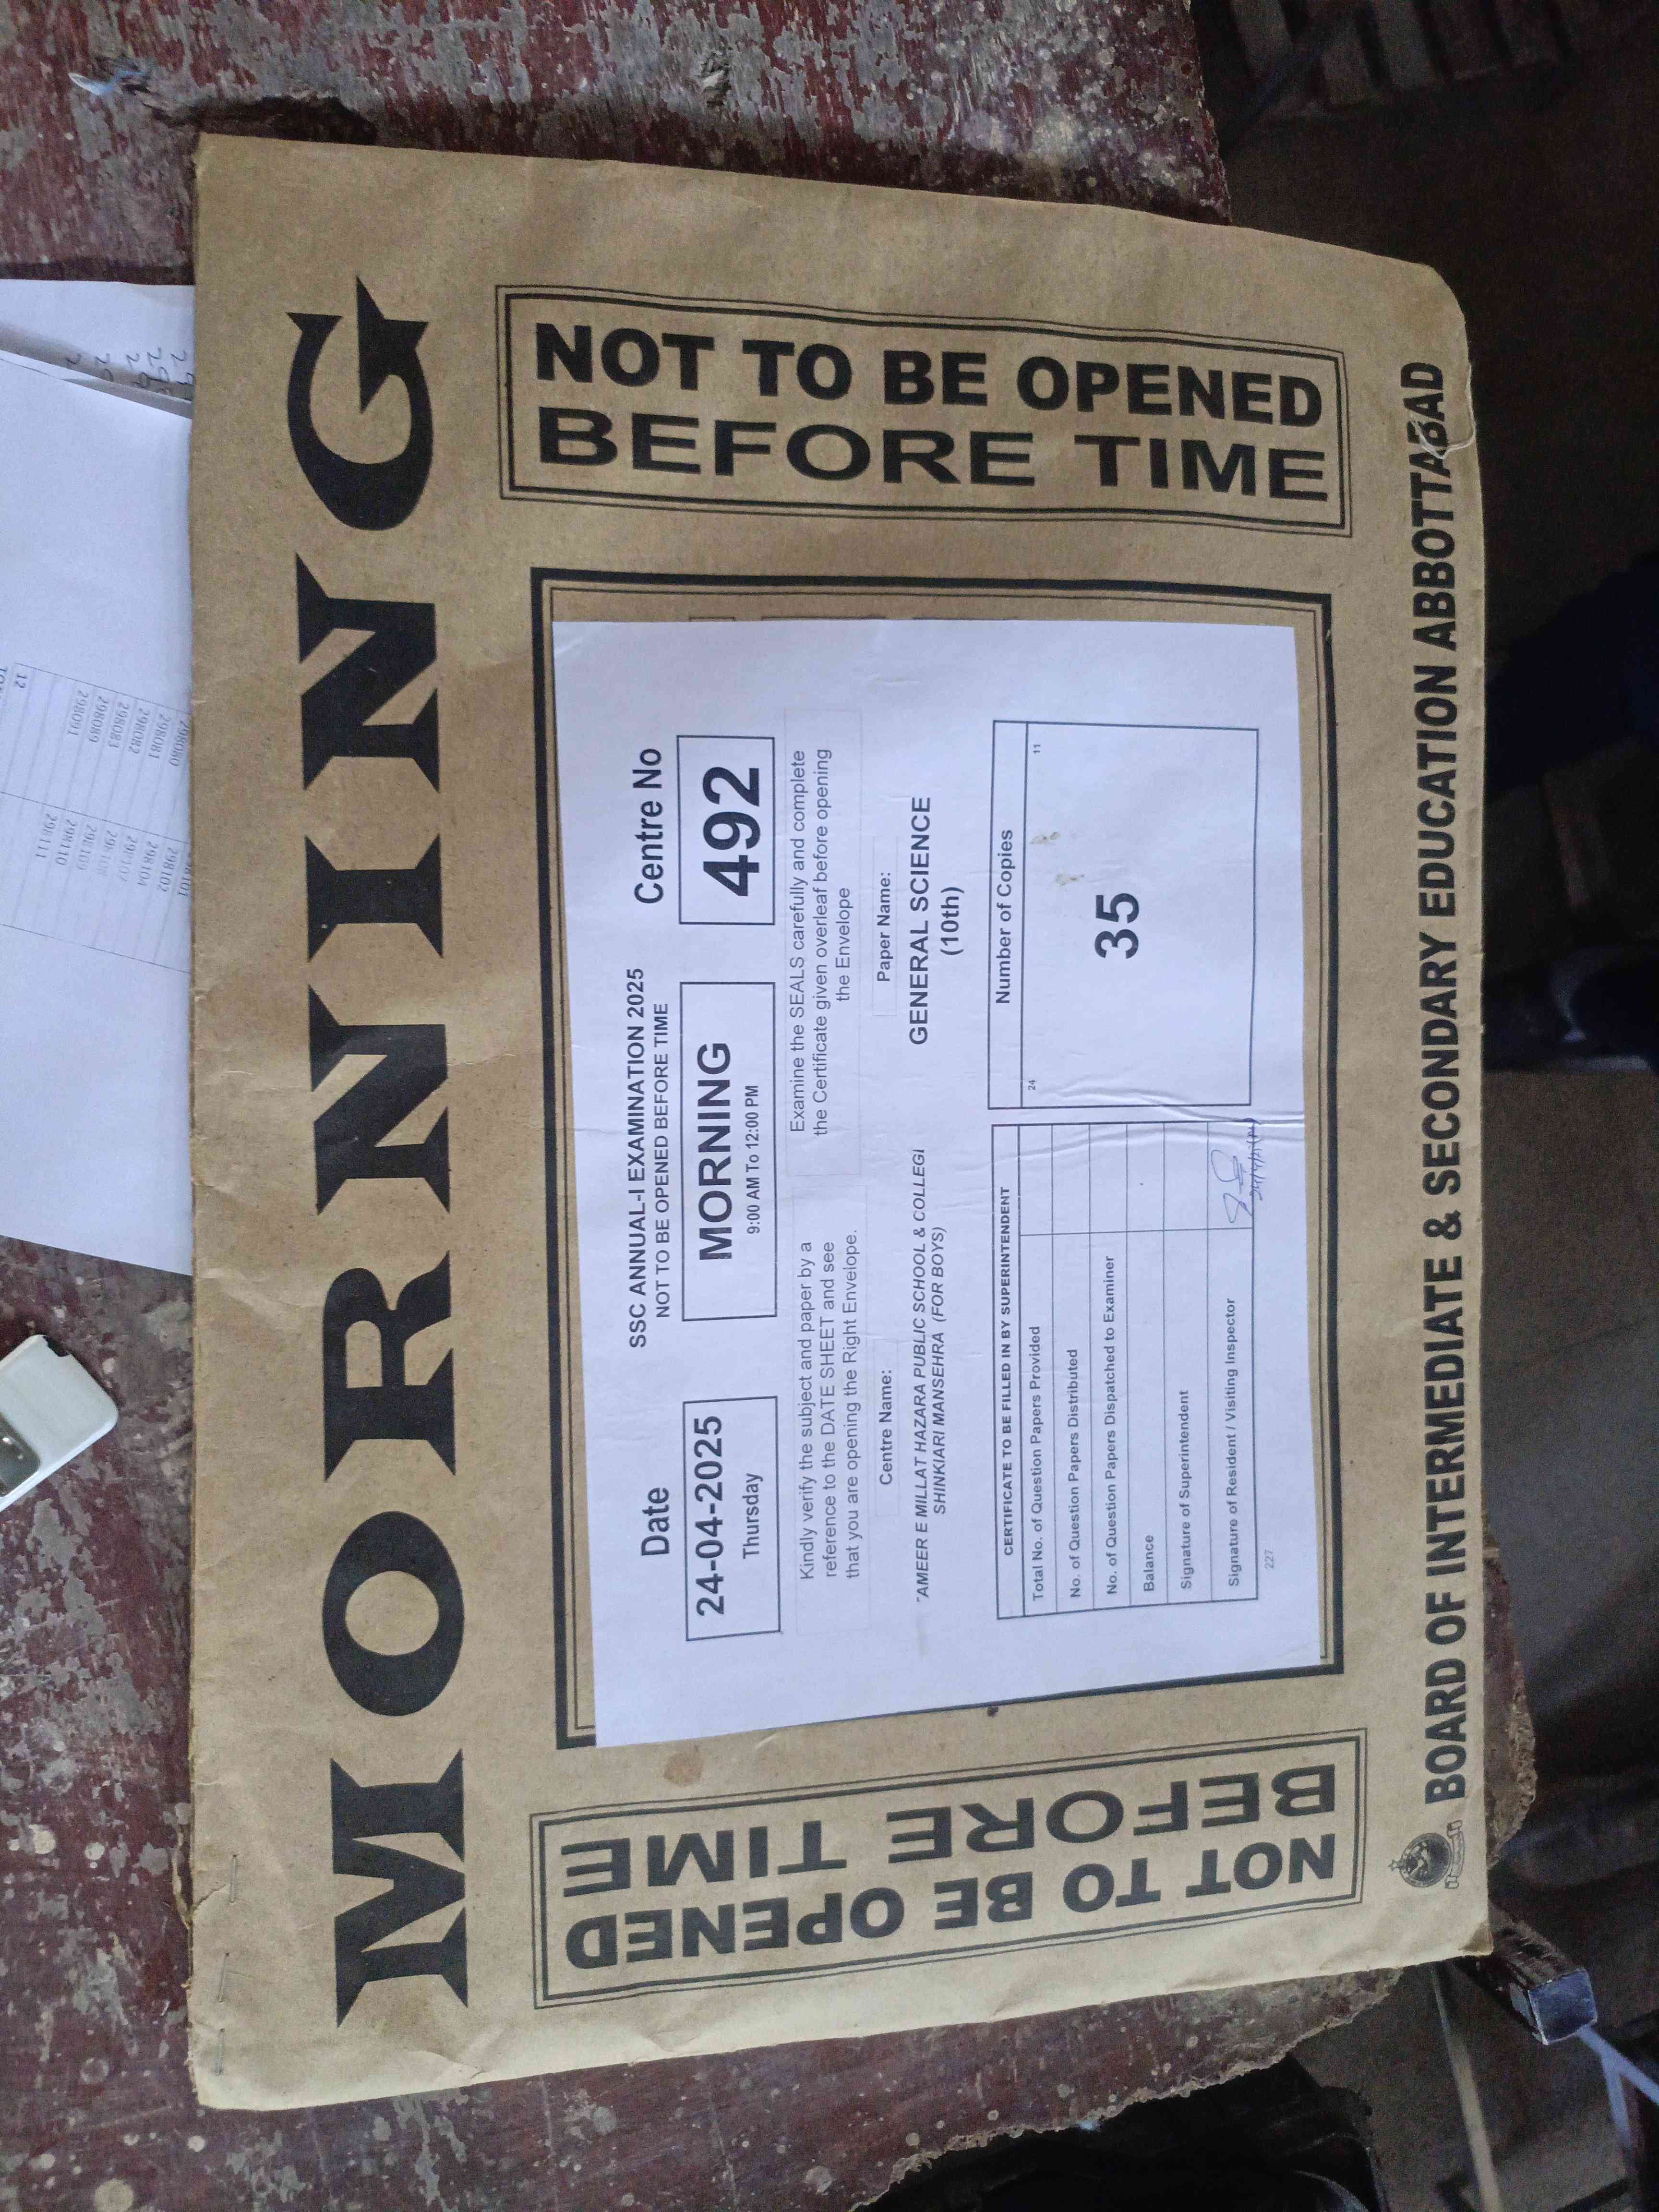 MORNING
NOT TO BE OPENED
BEFORE TIME
Date
24-04-2025
Thursday
SSC ANNUAL-I EXAMINATION 2025
NOT TO BE OPENED BEFORE TIME
MORNING
9:00 AM To 12:00 PM
Centre No
492
Kindly verify the subject and paper by a
reference to the DATE SHEET and see
that you are opening the Right Envelope.
Examine the SEALS carefully and complete
the Certificate given overleaf before opening
the Envelope
Centre Name:
AMEER E MILLAT HAZARA PUBLIC SCHOOL & COLLEGI
SHINKIARI MANSEHRA (FOR BOYS)
Paper Name:
GENERAL SCIENCE
(10th)
CERTIFICATE TO BE FILLED IN BY SUPERINTENDENT
Total No. of Question Papers Provided
No. of Question Papers Distributed
No. of Question Papers Dispatched to Examiner
Balance
Signature of Superintendent
Signature of Resident / Visiting Inspector
227
Number of Copies
24 11
35
NOT TO BE OPENED
BEFORE TIME
BOARD OF INTERMEDIATE & SECONDARY EDUCATION ABBOTTABAD
298080
298081
298082
298083
298089
298091
12
298102
298104
298109
298110
298111